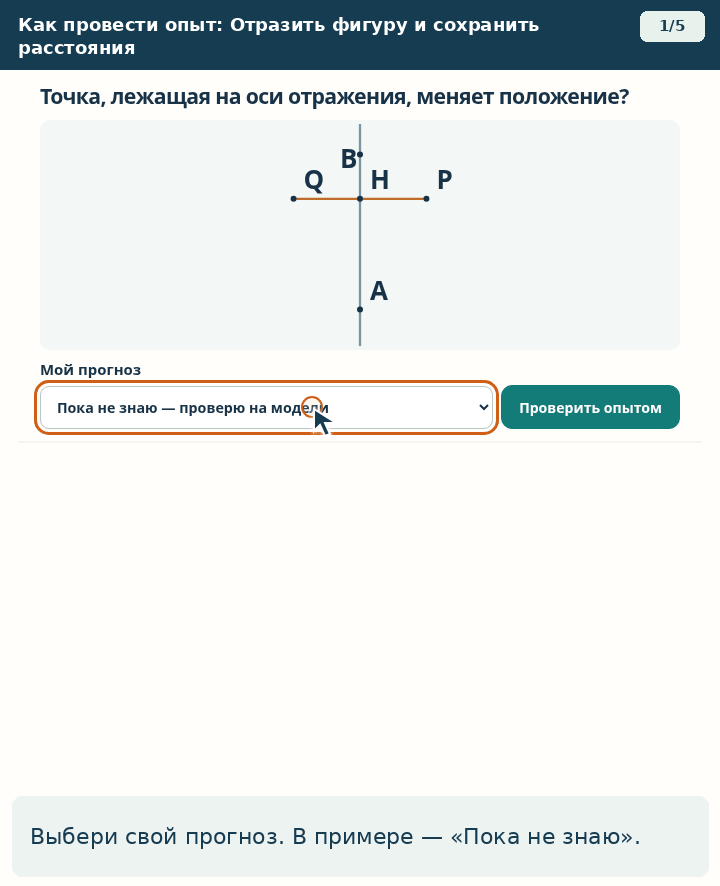 Как провести опыт: Отразить фигуру и сохранить
расстояния
1/5
Точка, лежащая на оси отражения, меняет положение?
B
Q
H
P
A
Мой прогноз
Пока не знаю — проверю на модели
Проверить опытом
Выбери свой прогноз. В примере — «Пока не знаю».